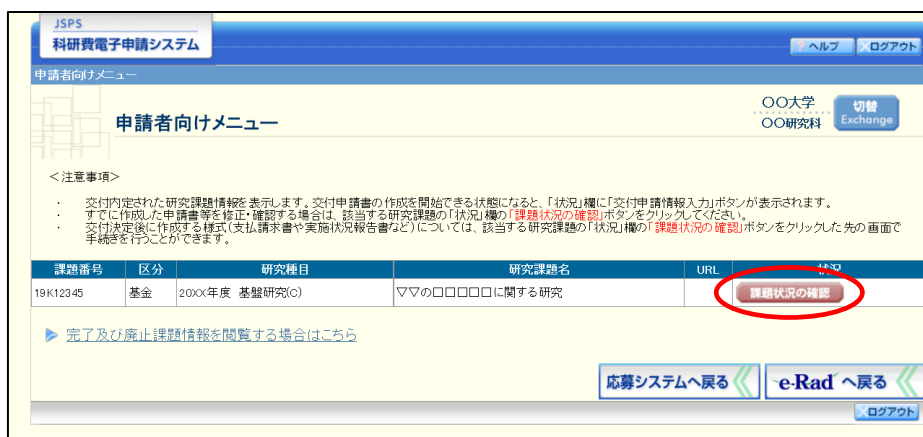 JSPS
科研費電子申請システム
? ヘルプ ×ログアウト
申請者向けメニュー
申請者向けメニュー
〇〇大学
〇〇研究科
切替
Exchange
＜注意事項＞
・ 交付内定された研究課題情報を表示します。交付申請書の作成を開始できる状態になると、「状況」欄に「交付申請情報入力」ボタンが表示されます。
・ すでに作成した申請書等を修正・確認する場合は、該当する研究課題の「状況」欄の「課題状況の確認」ボタンをクリックしてください。
・ 交付決定後に作成する様式(支払請求書や実施状況報告書など)については、該当する研究課題の「状況」欄の「課題状況の確認」ボタンをクリックした先の画面で
手続きを行うことができます。
課題番号 区分 研究種目 研究課題名 URL 状況
19K12345 基金 20XX年度 基盤研究(C) ▽▽の□□□□□に関する研究 課題状況の確認
完了及び廃止課題情報を閲覧する場合はこちら
応募システムへ戻る e-Rad へ戻る
×ログアウト